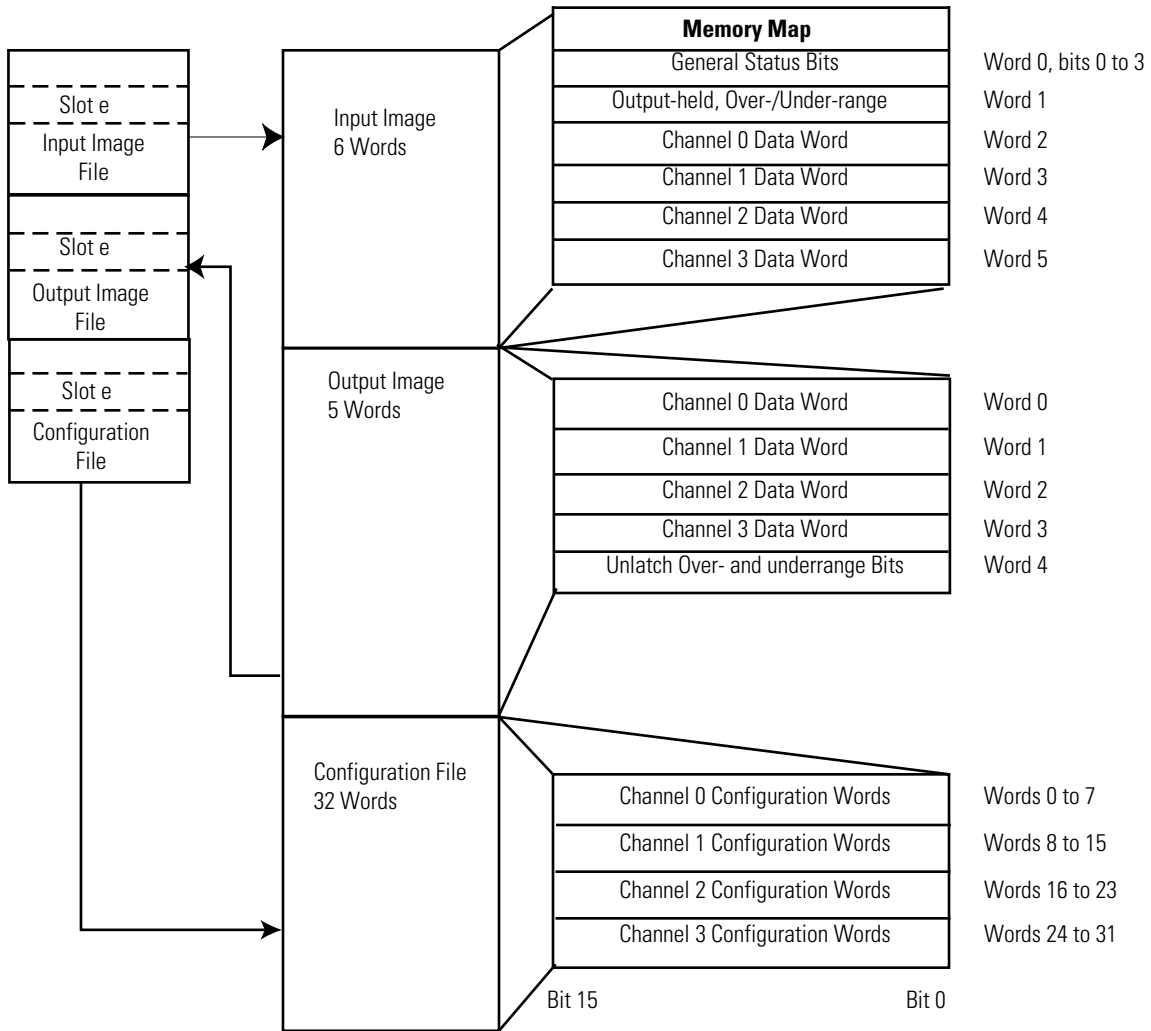 Memory Map
General Status Bits Word 0, bits 0 to 3
Output-held, Over-/Under-range Word 1
Channel 0 Data Word Word 2
Channel 1 Data Word Word 3
Channel 2 Data Word Word 4
Channel 3 Data Word Word 5
Slot e
Input Image
File
Slot e
Output Image
File
Slot e
Configuration
File
Input Image
6 Words
Output Image
5 Words
Channel 0 Data Word Word 0
Channel 1 Data Word Word 1
Channel 2 Data Word Word 2
Channel 3 Data Word Word 3
Unlatch Over- and underrange Bits Word 4
Configuration File
32 Words
Channel 0 Configuration Words Words 0 to 7
Channel 1 Configuration Words Words 8 to 15
Channel 2 Configuration Words Words 16 to 23
Channel 3 Configuration Words Words 24 to 31
Bit 15 Bit 0